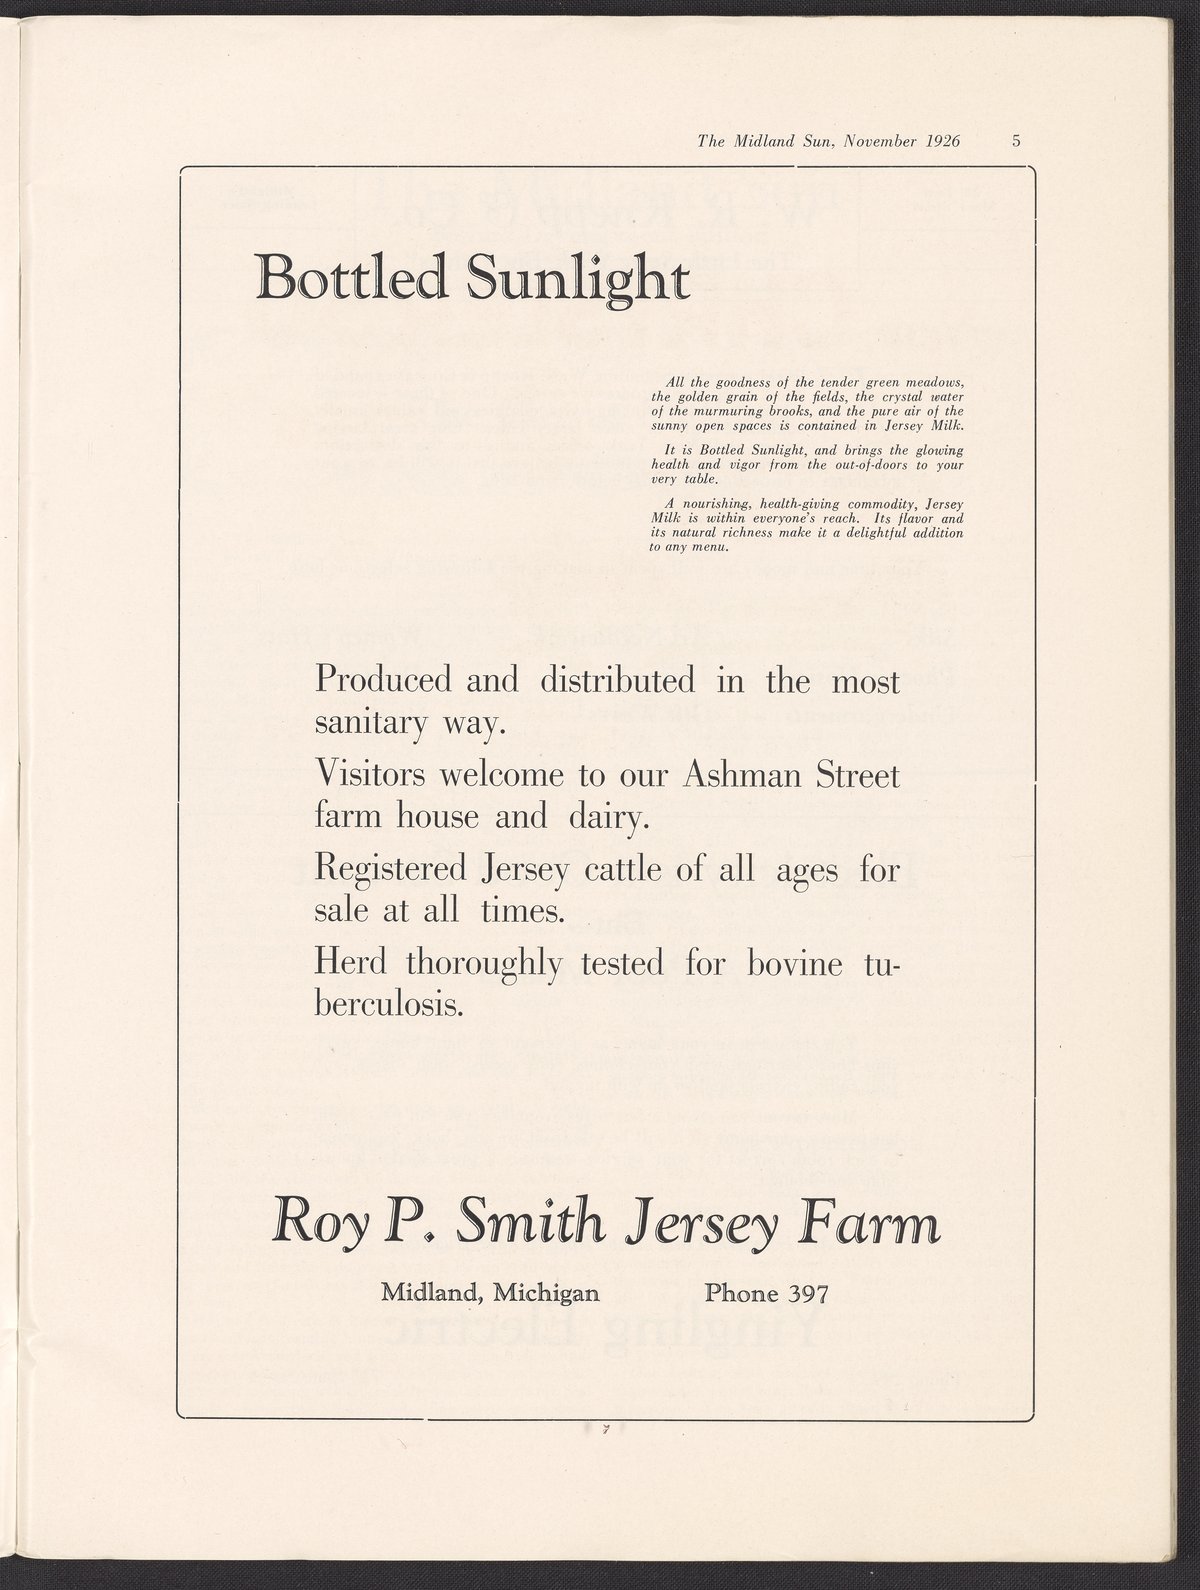 The Midland Sun, November 1926 5
Bottled Sunlight
All the goodness of the tender green meadows,
the golden grain of the fields, the crystal water
of the murmuring brooks, and the pure air of the
sunny open spaces is contained in Jersey Milk.
It is Bottled Sunlight, and brings the glowing
health and vigor from the out-of-doors to your
very table.
A nourishing, health-giving commodity, Jersey
Milk is within everyone's reach. Its flavor and
its natural richness make it a delightful addition
to any menu.
Produced and distributed in the most
sanitary way.
Visitors welcome to our Ashman Street
farm house and dairy.
Registered Jersey cattle of all ages for
sale at all times.
Herd thoroughly tested for bovine tu-
berculosis.
Roy P. Smith Jersey Farm
Midland, Michigan Phone 397